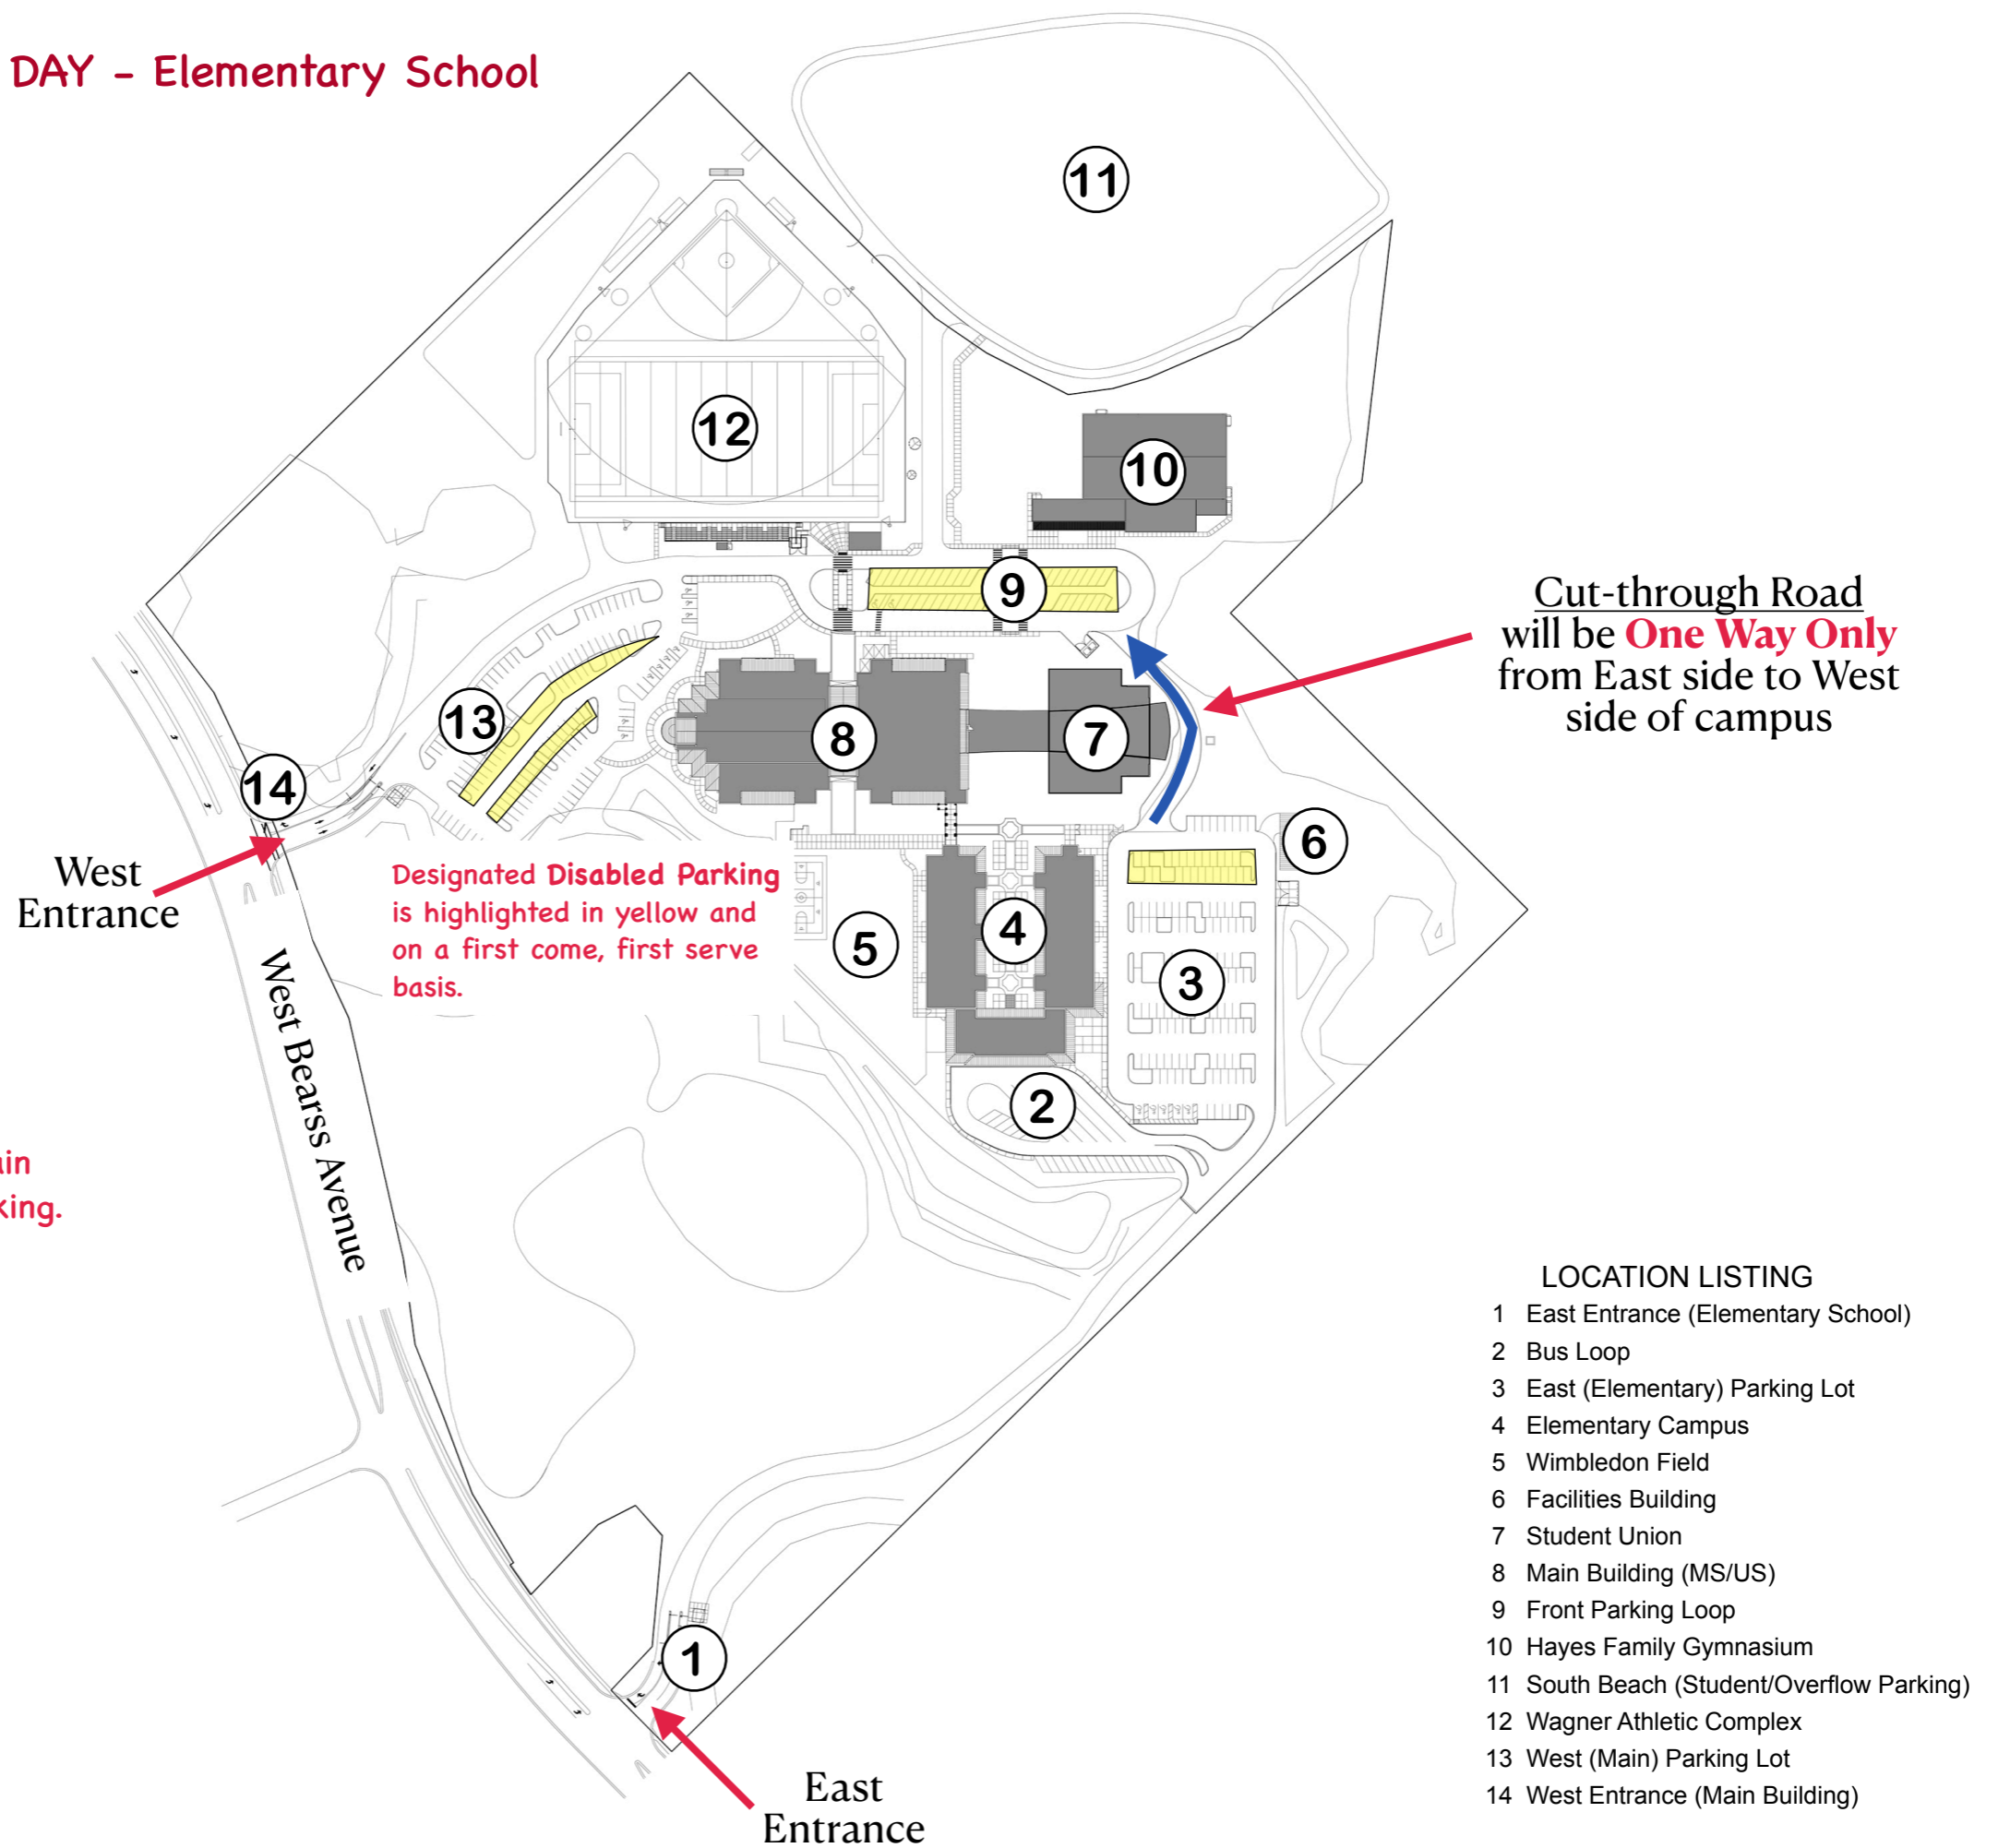 DAY - Elementary School
11
12
10
9
Cut-through Road
will be One Way Only
from East side to West
side of campus
13
8
7
14
6
West
Entrance
Designated Disabled Parking
is highlighted in yellow and
on a first come, first serve
basis.
5
4
3
West Bearss Avenue
2
ain
king.
1
East
Entrance
LOCATION LISTING
1 East Entrance (Elementary School)
2 Bus Loop
3 East (Elementary) Parking Lot
4 Elementary Campus
5 Wimbledon Field
6 Facilities Building
7 Student Union
8 Main Building (MS/US)
9 Front Parking Loop
10 Hayes Family Gymnasium
11 South Beach (Student/Overflow Parking)
12 Wagner Athletic Complex
13 West (Main) Parking Lot
14 West Entrance (Main Building)